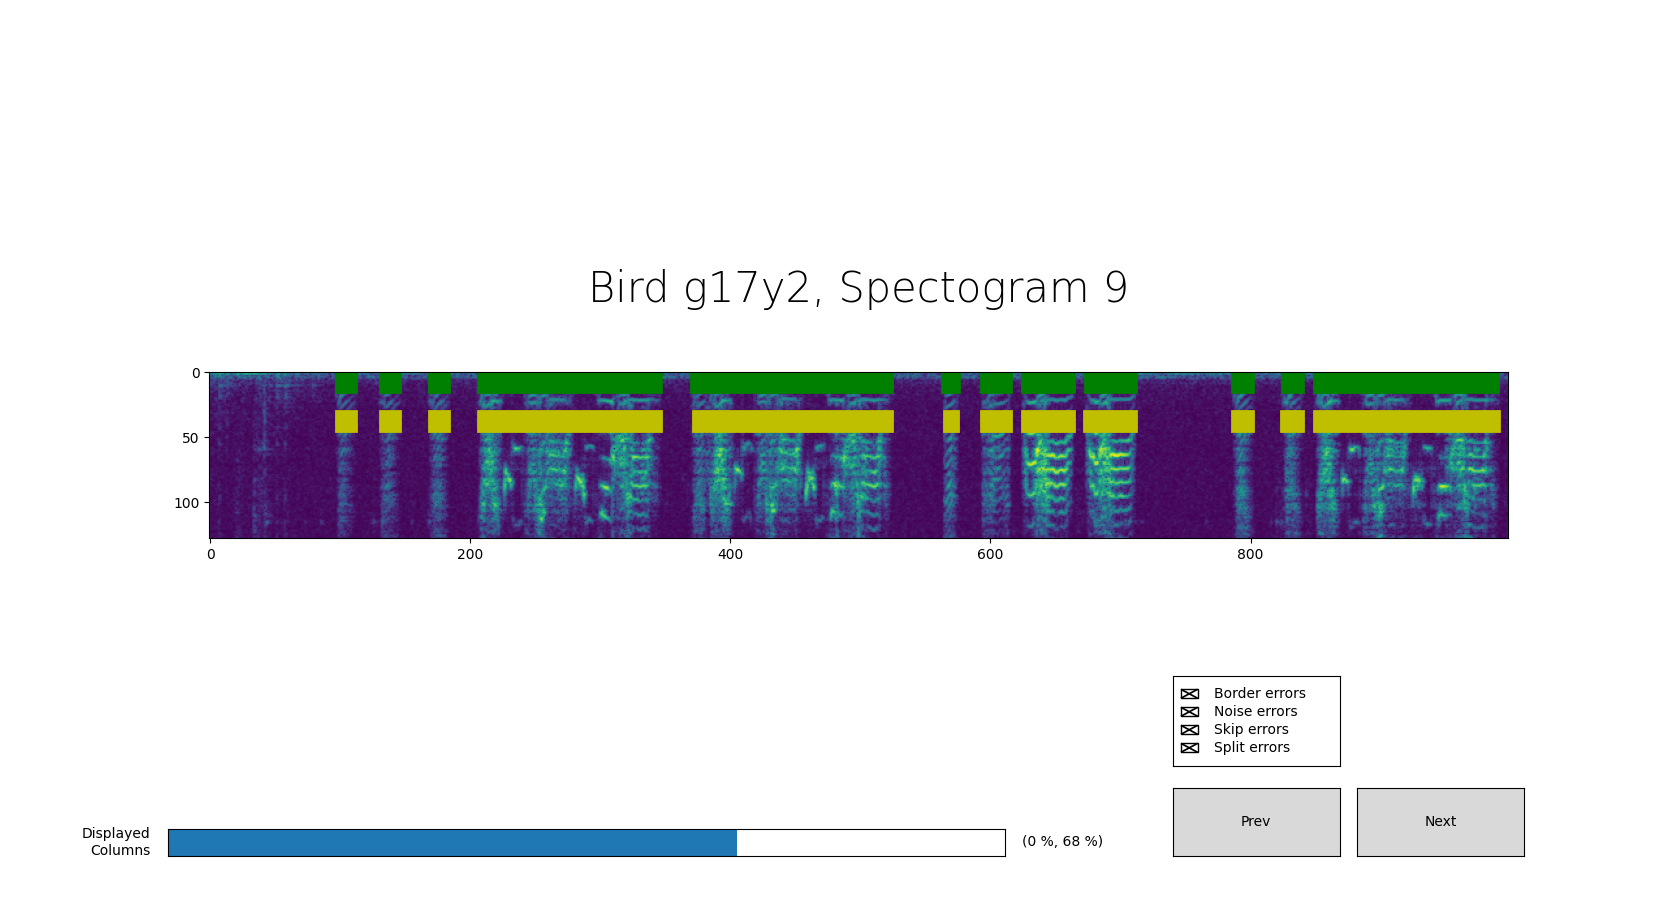 Bird g17y2, Spectogram 9
0
50
100
0 200 400 600 800
Border errors
Noise errors
Skip errors
Split errors
Prev Next
Displayed
Columns
(0 %, 68 %)